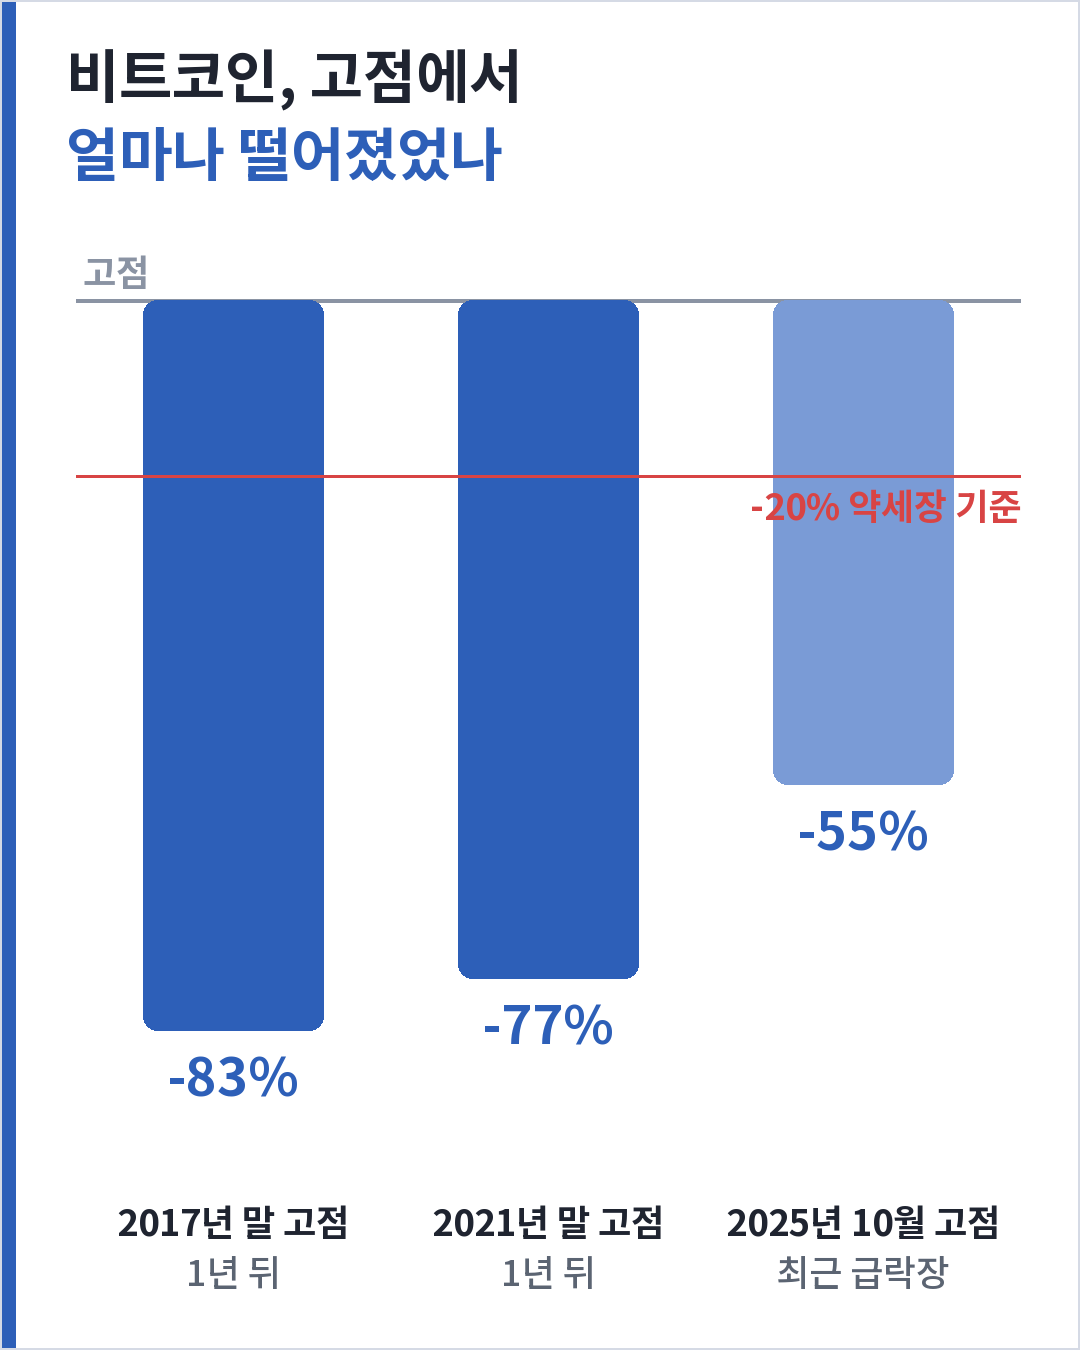 비트코인, 고점에서
얼마나 떨어졌었나
고점
-20% 약세장 기준
-55%
-77%
-83%
2017년 말 고점
1년 뒤
2021년 말 고점
1년 뒤
2025년 10월 고점
최근 급락장